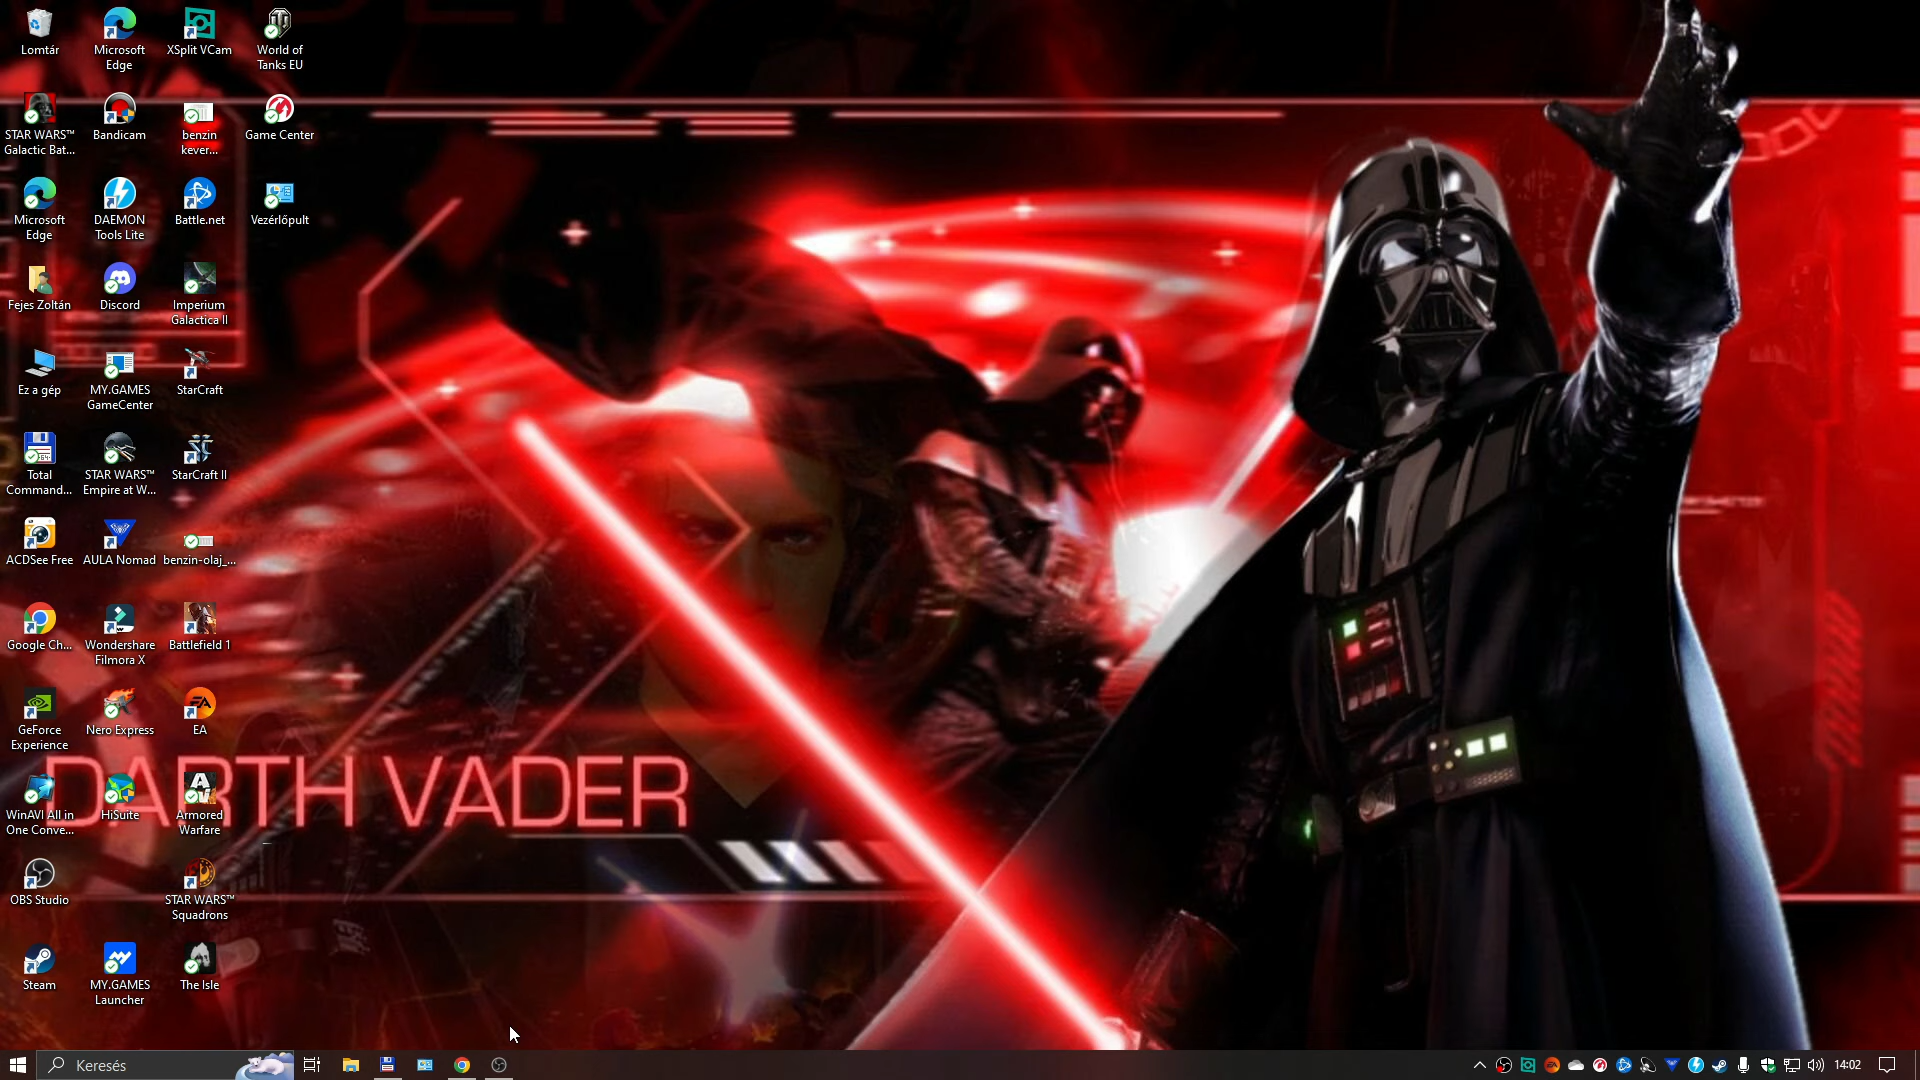 Lomtár
Microsoft
Edge
XSplit VCam
World of
Tanks EU
STAR WARS™
Galactic Bat...
Bandicam
benzin
kever...
Game Center
Microsoft
Edge
DAEMON
Tools Lite
Battle.net
Vezérlőpult
Fejes Zoltán
Discord
Imperium
Galactica II
Ez a gép
MY.GAMES
GameCenter
StarCraft
Total
Command...
STAR WARS™
Empire at W...
StarCraft II
ACDSee Free
AULA Nomad
benzin-olaj_...
Google Ch...
Wondershare
Filmora X
Battlefield 1
GeForce
Experience
Nero Express
EA
WinAVI All in
One Conve...
HiSuite
Armored
Warfare
DARTH VADER
OBS Studio
STAR WARS™
Squadrons
Steam
MY.GAMES
Launcher
The Isle
Keresés
14:02